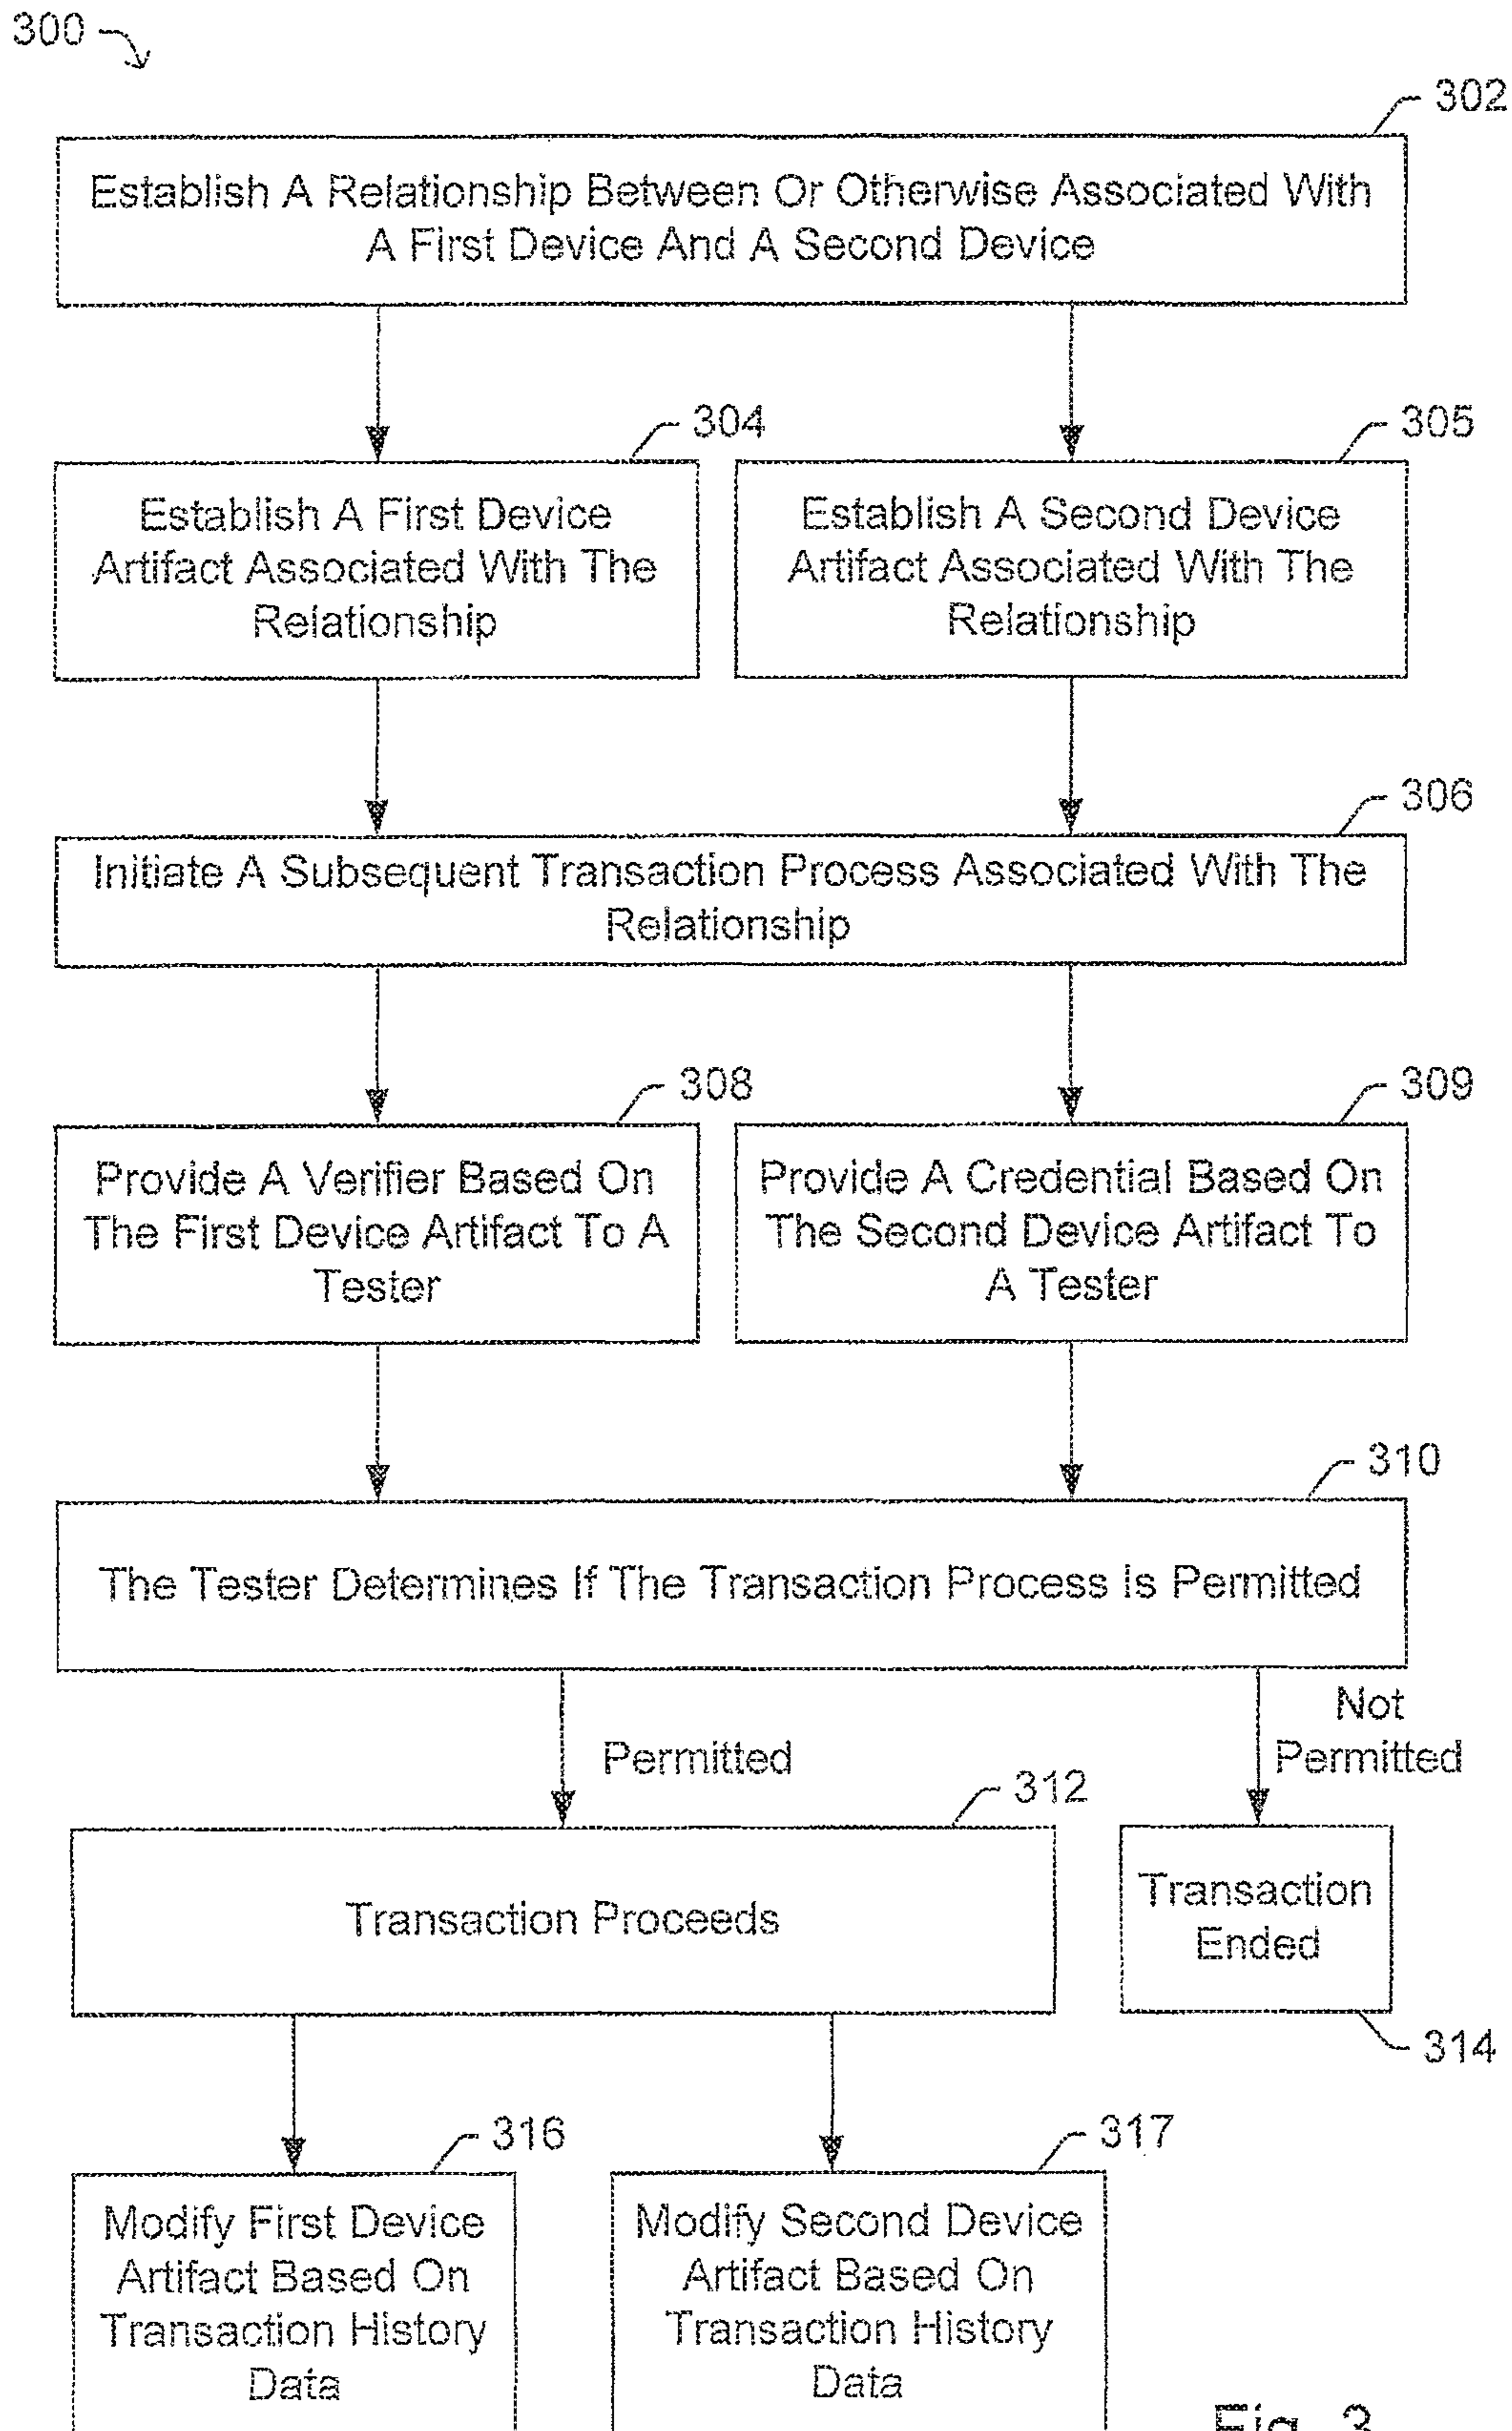 300
302
Establish A Relationship Between Or Otherwise Associated With
A First Device And A Second Device
304
305
Establish A First Device
Artifact Associated With The
Relationship
Establish A Second Device
Artifact Associated With The
Relationship
306
Initiate A Subsequent Transaction Process Associated With The
Relationship
308
309
Provide A Verifier Based On
The First Device Artifact To A
Tester
Provide A Credential Based On
The Second Device Artifact To
A Tester
310
The Tester Determines If The Transaction Process Is Permitted
Permitted
Not
Permitted
312
Transaction Proceeds
Transaction
Ended
314
316
317
Modify First Device
Artifact Based On
Transaction History
Data
Modify Second Device
Artifact Based On
Transaction History
Data
Fig. 3